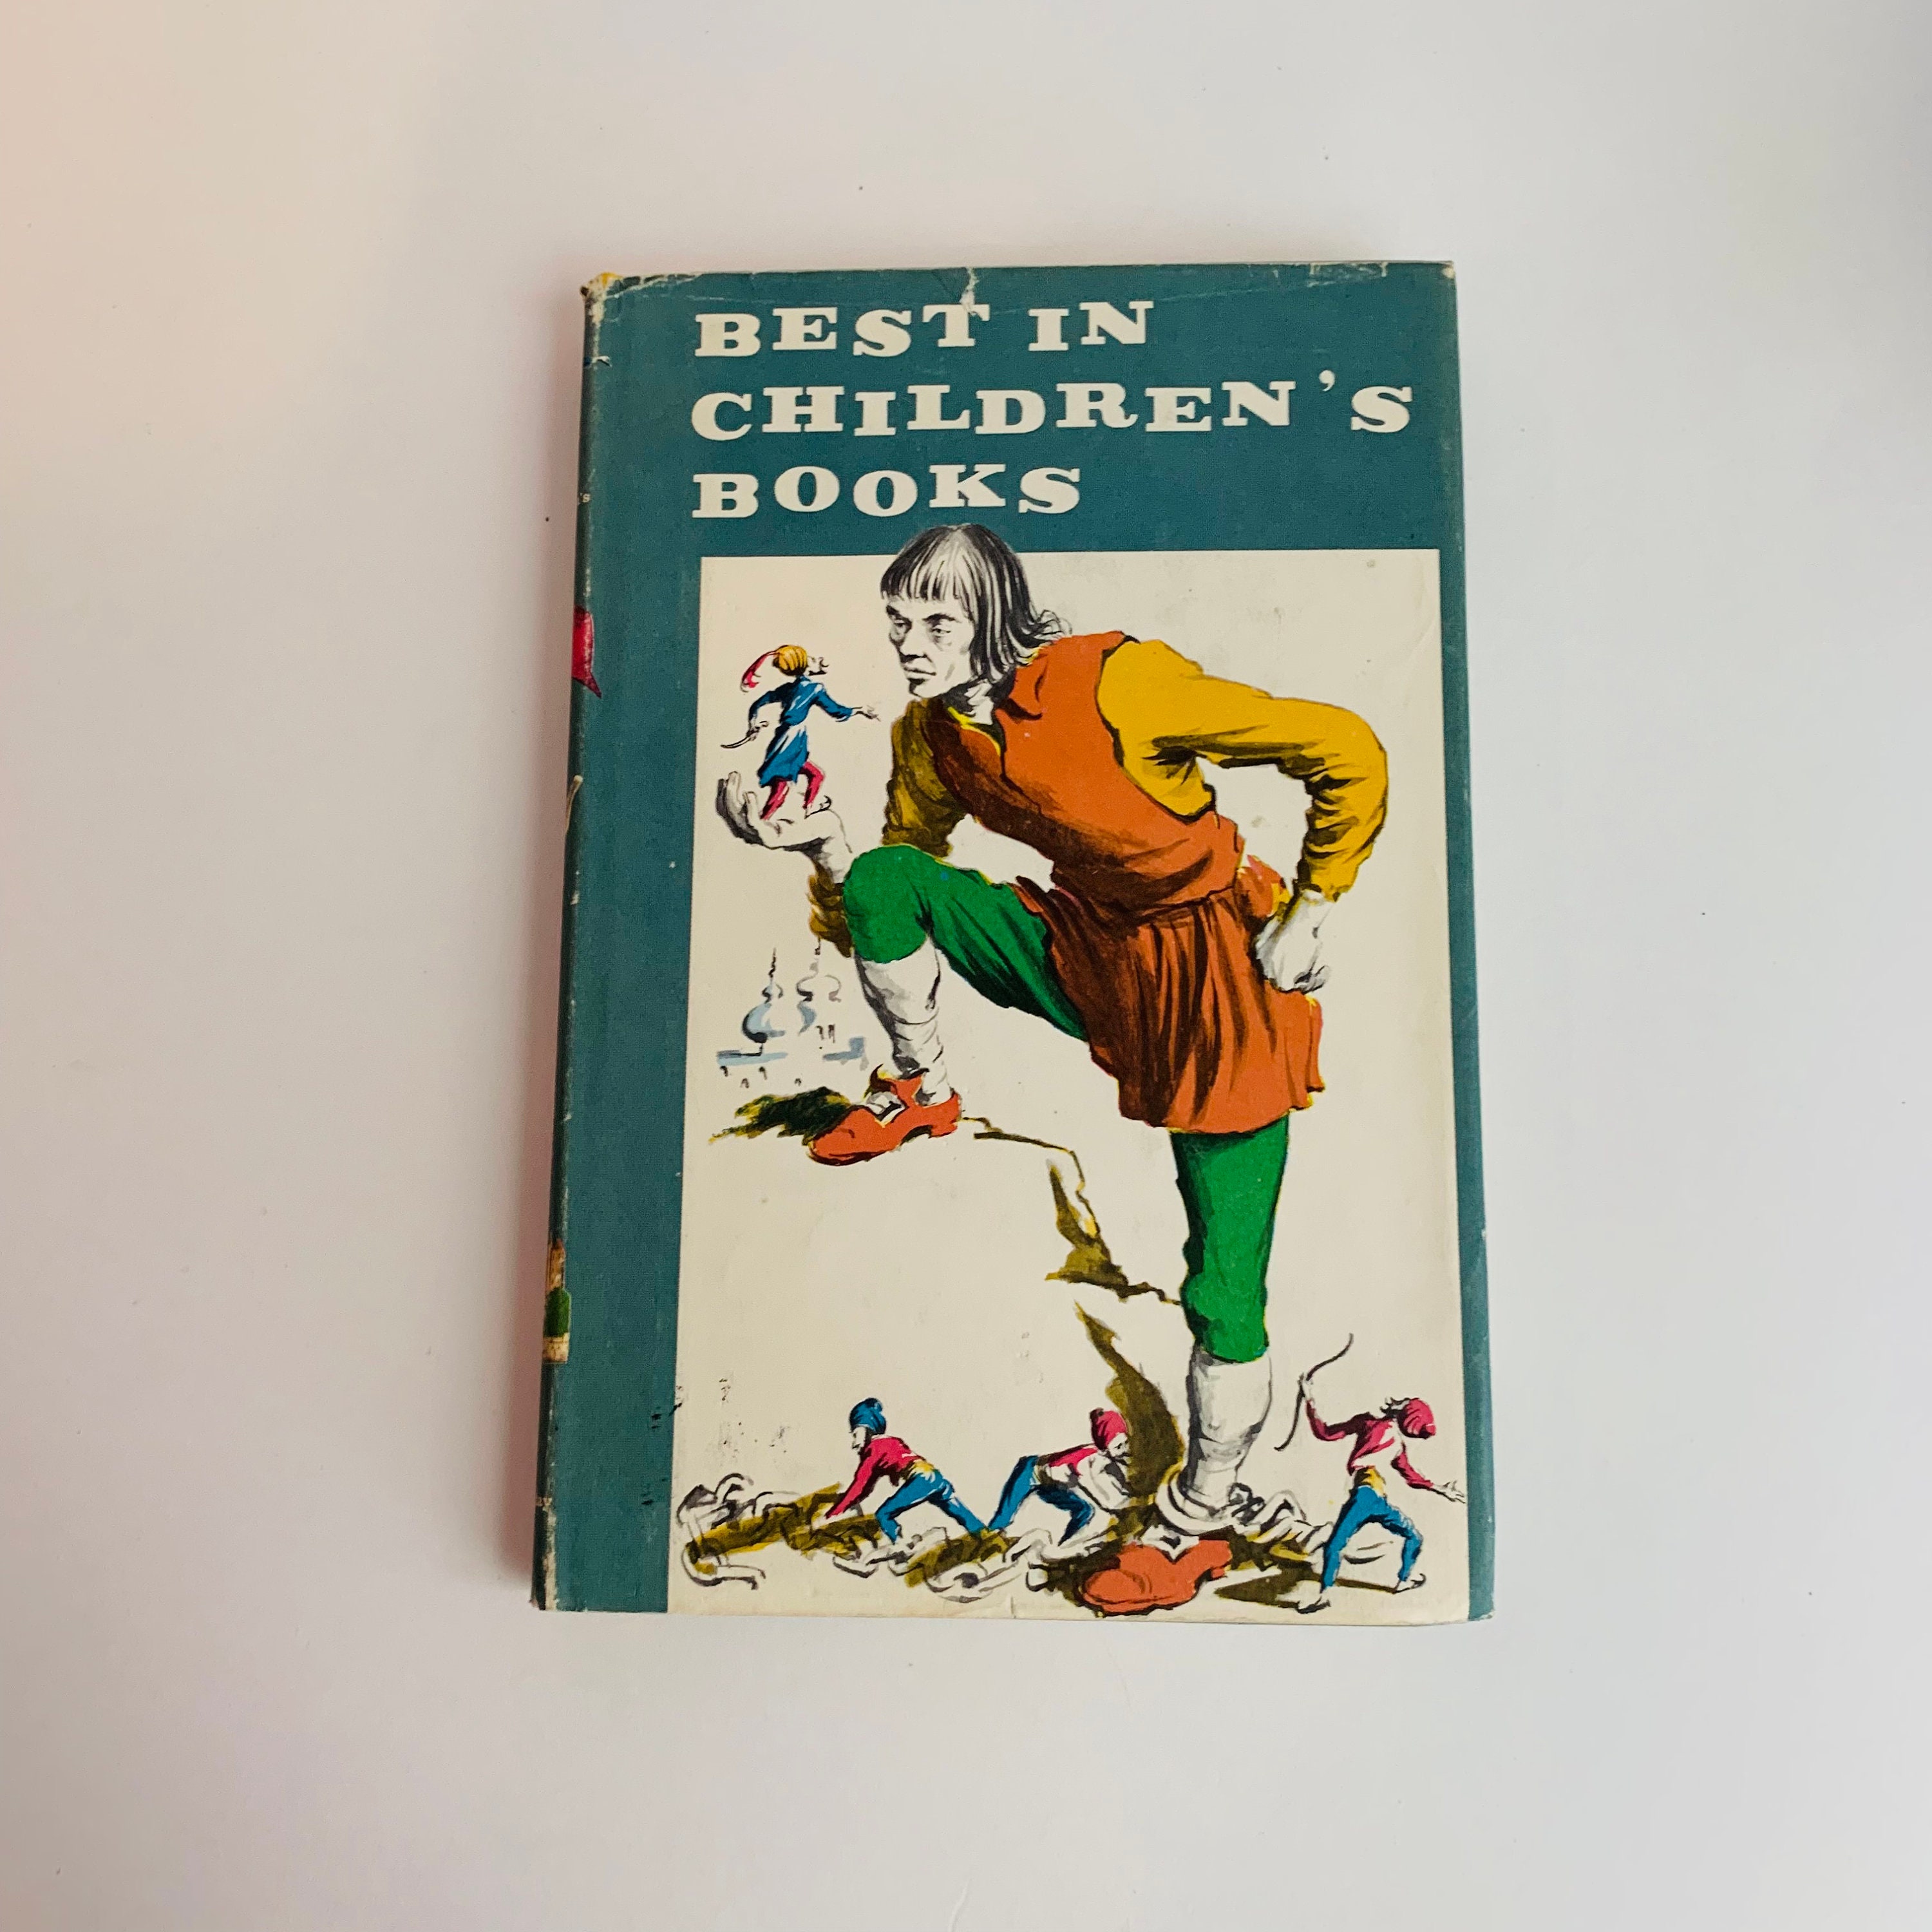 BEST IN
CHILDREN'S
BOOKS